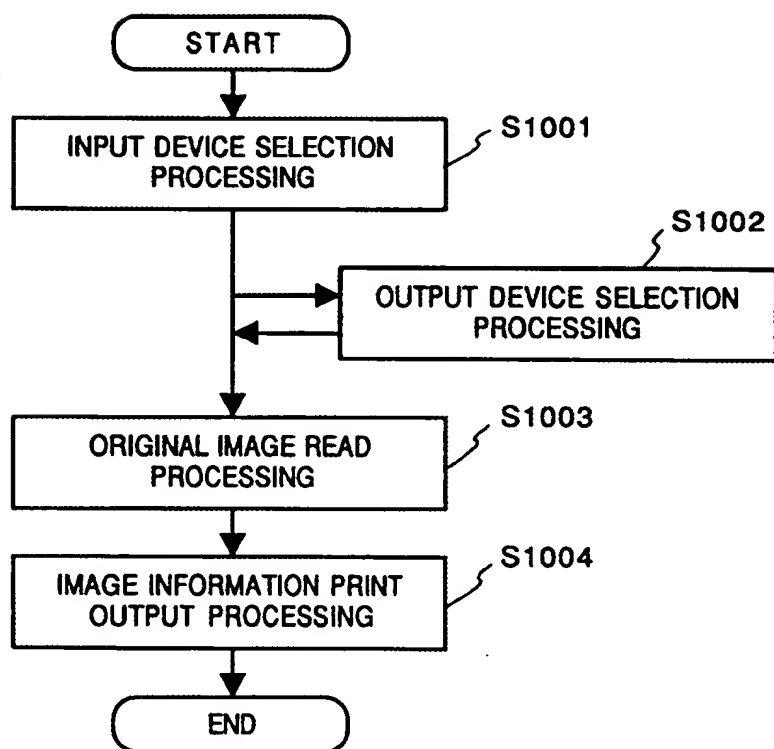 START
INPUT DEVICE SELECTION
PROCESSING
S1001
S1002
OUTPUT DEVICE SELECTION
PROCESSING
S1003
ORIGINAL IMAGE READ
PROCESSING
S1004
IMAGE INFORMATION PRINT
OUTPUT PROCESSING
END